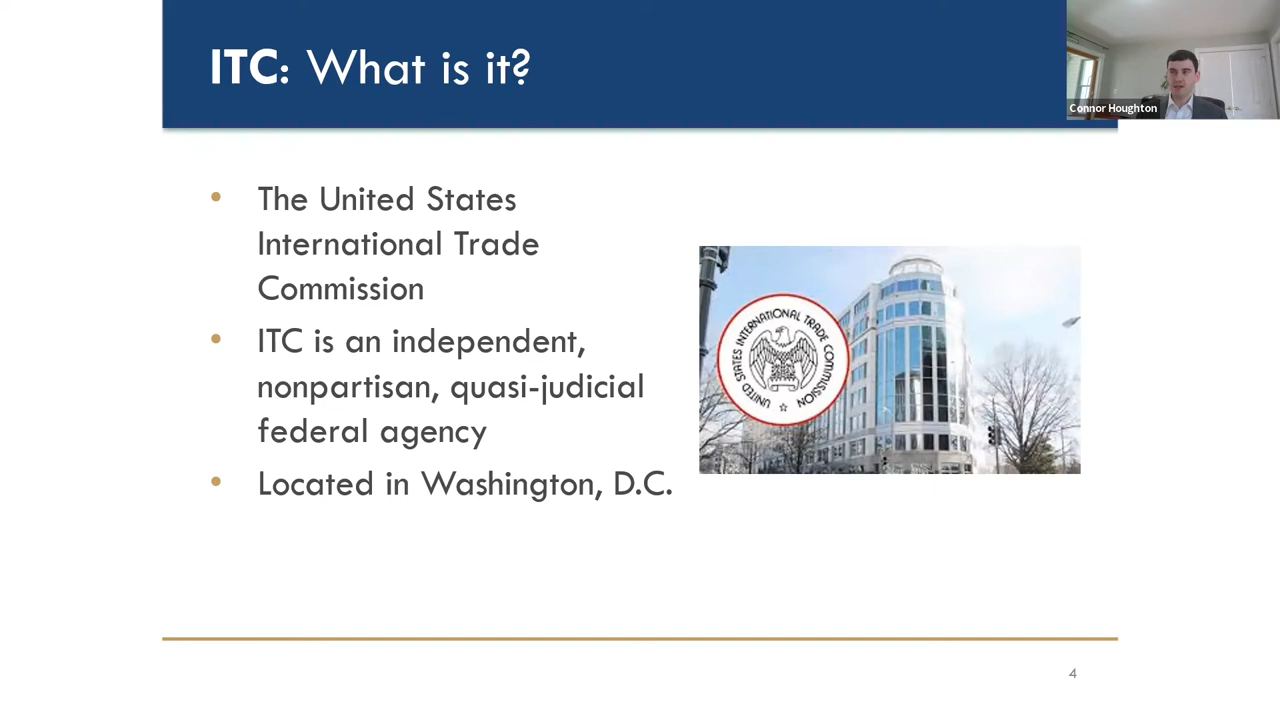 ITC: What is it?
Connor Houghton
• The United States
International Trade
Commission
• ITC is an independent,
nonpartisan, quasi-judicial
federal agency
• Located in Washington, D.C.
UNITED STATES INTERNATIONAL TRADE COMMISSION
4